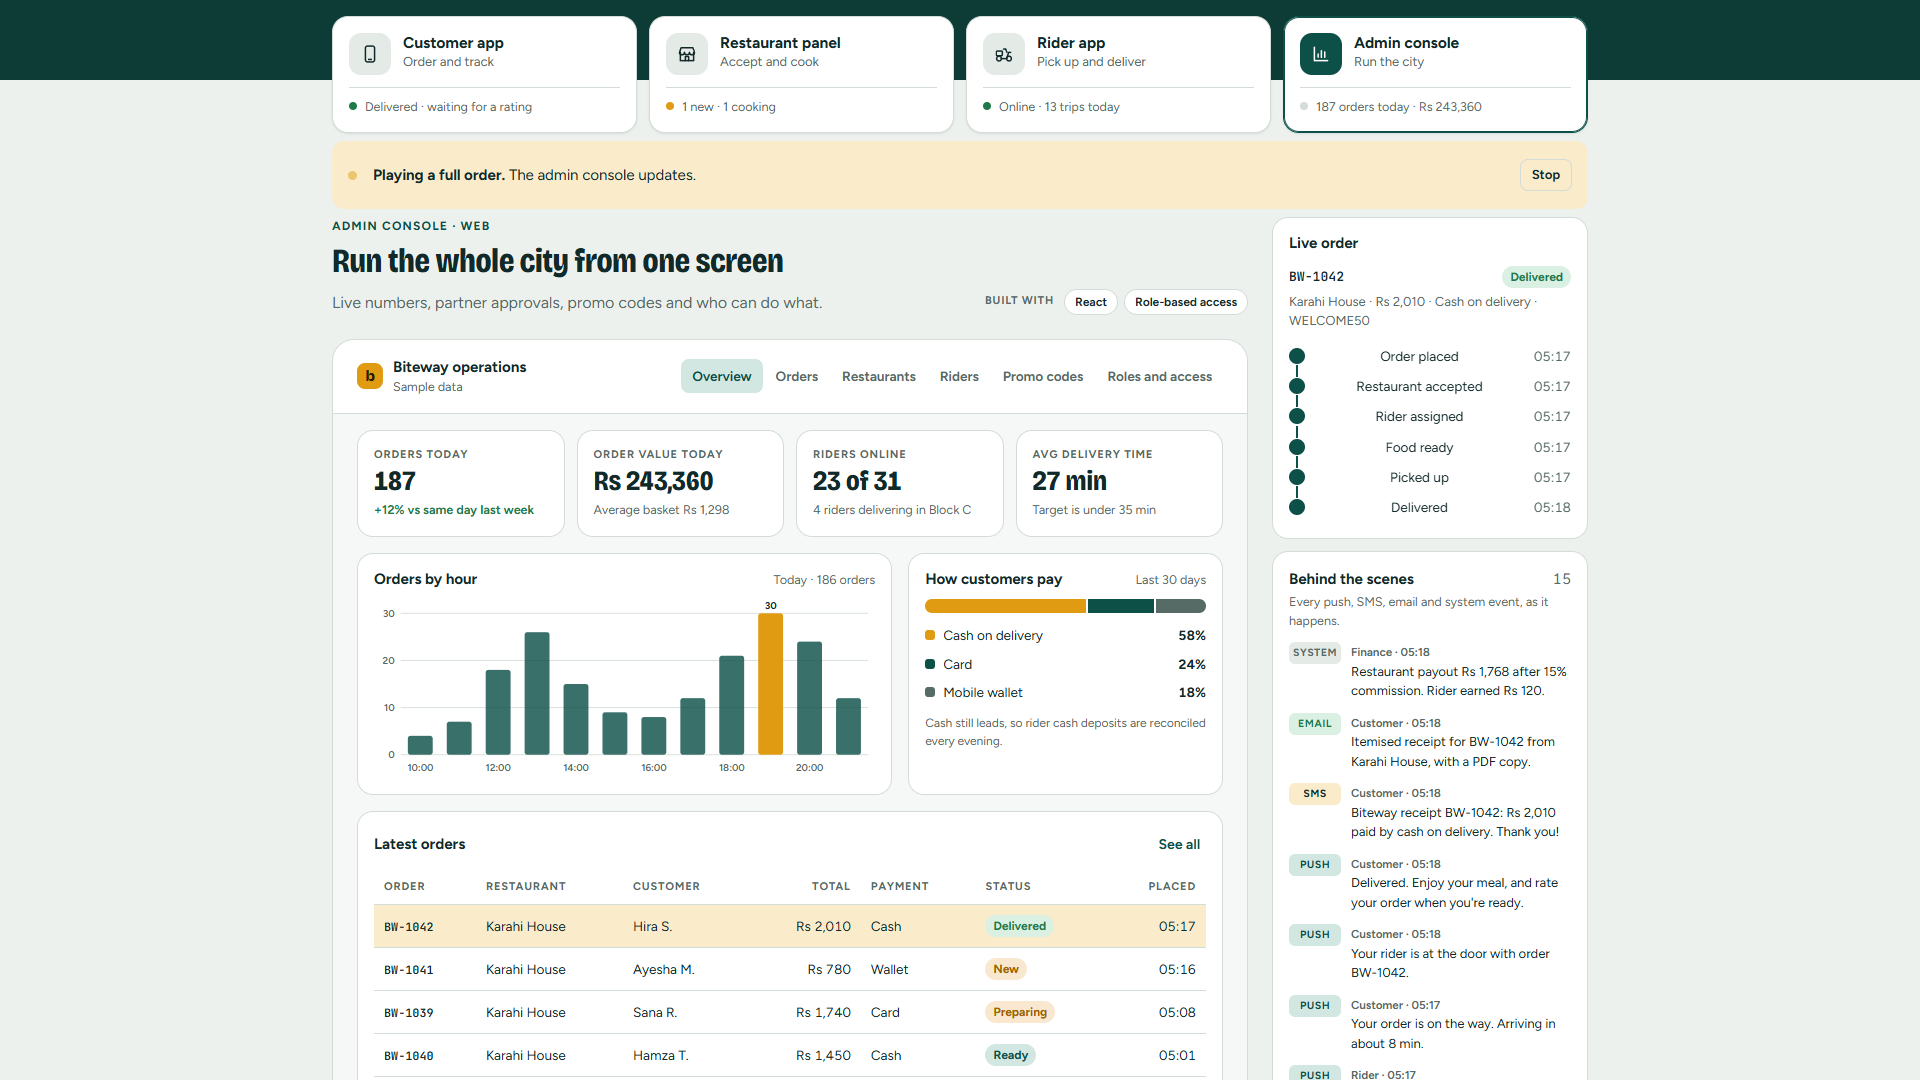 Customer app
Order and track
Delivered · waiting for a rating
Restaurant panel
Accept and cook
1 new · 1 cooking
Rider app
Pick up and deliver
Online · 13 trips today
Admin console
Run the city
187 orders today · Rs 243,360
Playing a full order. The admin console updates.
Stop
ADMIN CONSOLE · WEB
Run the whole city from one screen
Live numbers, partner approvals, promo codes and who can do what.
BUILT WITH React Role-based access
b
Biteway operations
Sample data
Overview Orders Restaurants Riders Promo codes Roles and access
ORDERS TODAY
187
+12% vs same day last week
ORDER VALUE TODAY
Rs 243,360
Average basket Rs 1,298
RIDERS ONLINE
23 of 31
4 riders delivering in Block C
AVG DELIVERY TIME
27 min
Target is under 35 min
Orders by hour Today · 186 orders
30
30
20
10
0
10:00 12:00 14:00 16:00 18:00 20:00
How customers pay Last 30 days
Cash on delivery 58%
Card 24%
Mobile wallet 18%
Cash still leads, so rider cash deposits are reconciled
every evening.
Latest orders See all
ORDER RESTAURANT CUSTOMER TOTAL PAYMENT STATUS PLACED
BW-1042 Karahi House Hira S. Rs 2,010 Cash Delivered 05:17
BW-1041 Karahi House Ayesha M. Rs 780 Wallet New 05:16
BW-1039 Karahi House Sana R. Rs 1,740 Card Preparing 05:08
BW-1040 Karahi House Hamza T. Rs 1,450 Cash Ready 05:01
Live order
BW-1042 Delivered
Karahi House · Rs 2,010 · Cash on delivery ·
WELCOME50
Order placed 05:17
Restaurant accepted 05:17
Rider assigned 05:17
Food ready 05:17
Picked up 05:17
Delivered 05:18
Behind the scenes 15
Every push, SMS, email and system event, as it
happens.
SYSTEM Finance · 05:18
Restaurant payout Rs 1,768 after 15%
commission. Rider earned Rs 120.
EMAIL Customer · 05:18
Itemised receipt for BW-1042 from
Karahi House, with a PDF copy.
SMS Customer · 05:18
Biteway receipt BW-1042: Rs 2,010
paid by cash on delivery. Thank you!
PUSH Customer · 05:18
Delivered. Enjoy your meal, and rate
your order when you're ready.
PUSH Customer · 05:18
Your rider is at the door with order
BW-1042.
PUSH Customer · 05:17
Your order is on the way. Arriving in
about 8 min.
PUSH Rider · 05:17